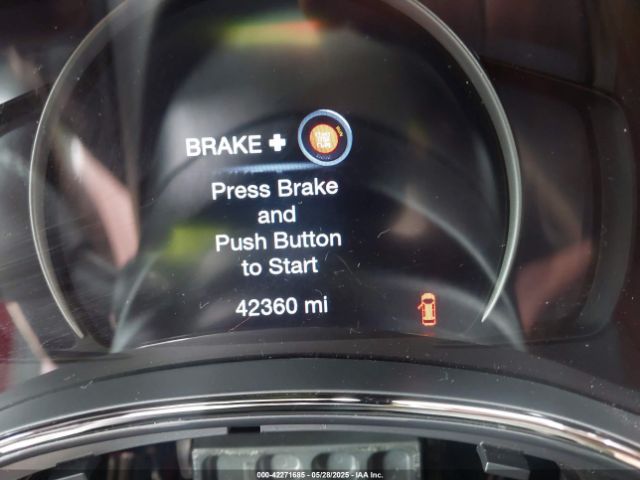 BRAKE +
Press Brake
and
Push Button
to Start
42360 mi
000-42271685 - 05/28/2025 - IAA Inc.